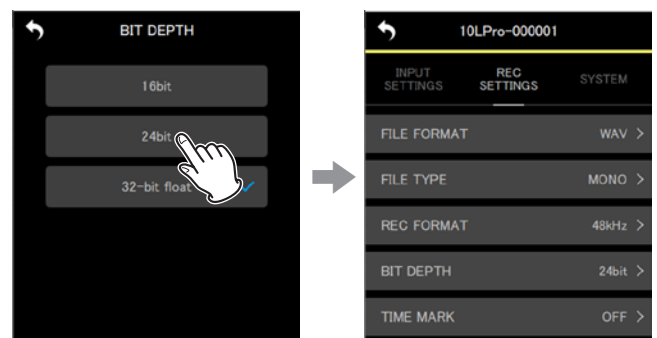 BIT DEPTH
16bit
24bit
32-bit float
10LPro-000001
INPUT SETTINGS
REC SETTINGS
SYSTEM
FILE FORMAT WAV
FILE TYPE MONO
REC FORMAT 48kHz
BIT DEPTH 24bit
TIME MARK OFF